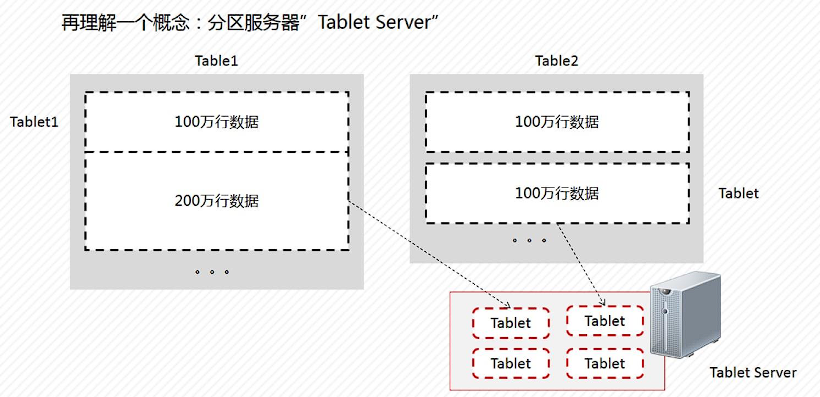 再理解一个概念：分区服务器”Tablet Server”
Table1
Table2
Tablet1
100万行数据
100万行数据
200万行数据
100万行数据
Tablet
。。。
。。。
Tablet
Tablet
Tablet
Tablet
Tablet Server